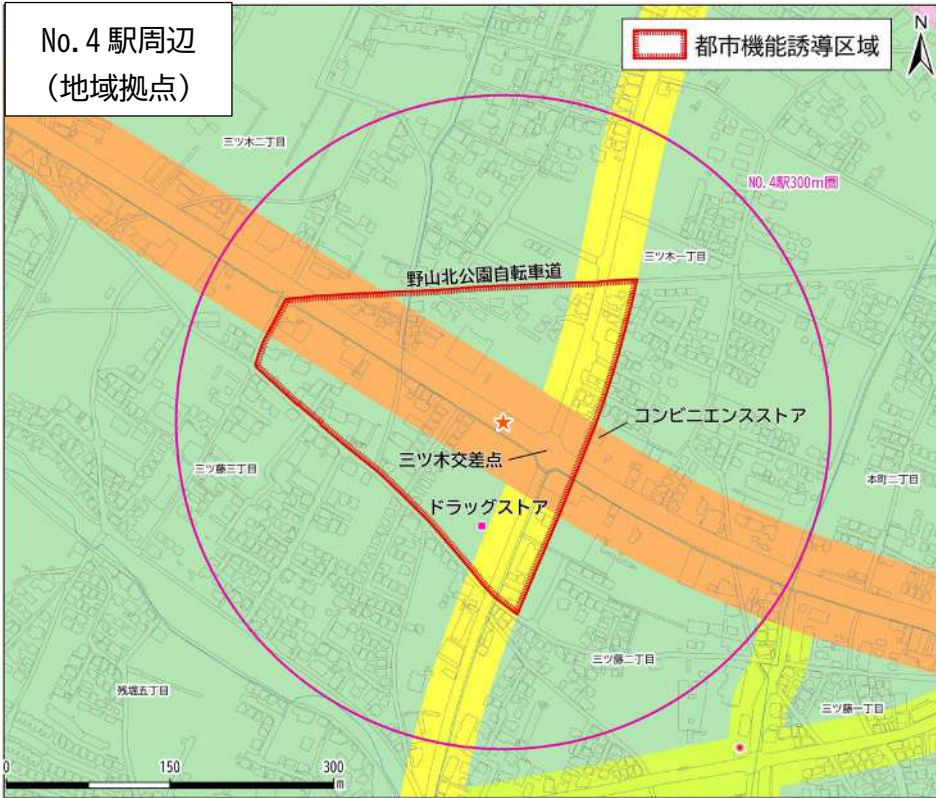 No.4駅周辺
（地域拠点）
都市機能誘導区域
N
三ツ木二丁目
NO.4駅300m圏
三ツ木一丁目
野山北公園自転車道
コンビニエンスストア
三ツ木交差点
三ツ藤三丁目
本町二丁目
ドラッグストア
三ツ藤二丁目
残堀五丁目
三ツ藤一丁目
0 150 300
m